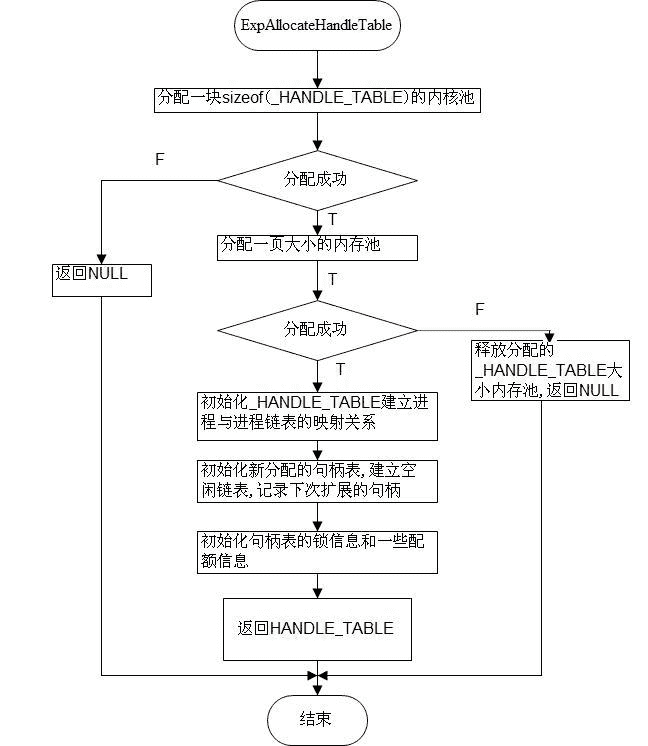 ExpAllocateHandleTable
分配一块sizeof(_HANDLE_TABLE)的内核池
F
分配成功
T
分配一页大小的内存池
返回NULL
T
F
分配成功
释放分配的
_HANDLE_TABLE大
小内存池,返回NULL
T
初始化_HANDLE_TABLE建立进
程与进程链表的映射关系
初始化新分配的句柄表,建立空
闲链表,记录下次扩展的句柄
初始化句柄表的锁信息和一些配
额信息
返回HANDLE_TABLE
结束